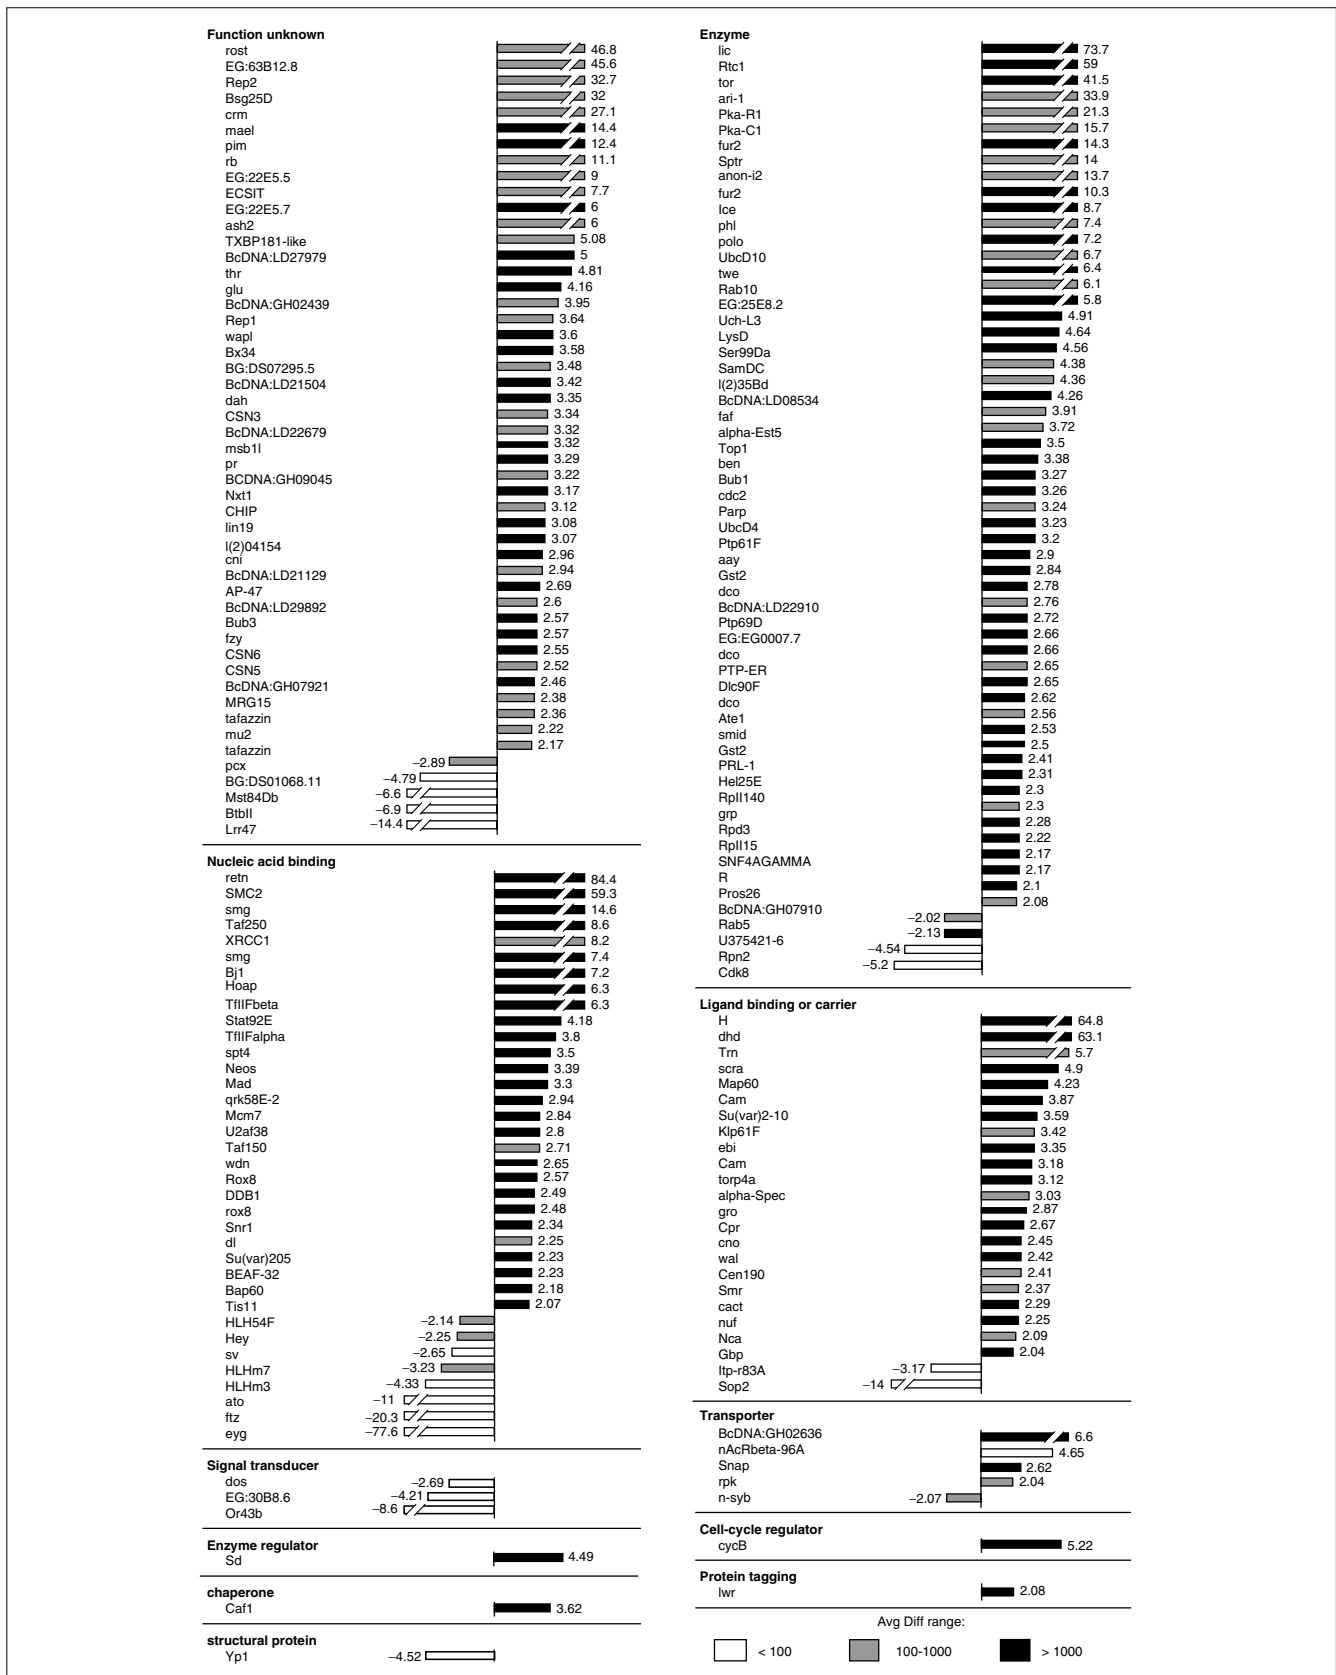 Function unknown
rost 46.8
EG:63B12.8 45.6
Rep2 32.7
Bsg25D 32
crm 27.1
mael 14.4
pim 12.4
rb 11.1
EG:22E5.5 9
ECSIT 7.7
EG:22E5.7 6
ash2 6
TXBP181-like 5.08
BcDNA:LD27979 5
thr 4.81
glu 4.16
BcDNA:GH02439 3.95
Rep1 3.64
wapl 3.6
Bx34 3.58
BG:DS07295.5 3.48
BcDNA:LD21504 3.42
dah 3.35
CSN3 3.34
BcDNA:LD22679 3.32
msb1l 3.32
pr 3.29
BCDNA:GH09045 3.22
Nxt1 3.17
CHIP 3.12
lin19 3.08
l(2)04154 3.07
cni 2.96
BcDNA:LD21129 2.94
AP-47 2.69
BcDNA:LD29892 2.6
Bub3 2.57
fzy 2.57
CSN6 2.55
CSN5 2.52
BcDNA:GH07921 2.46
MRG15 2.38
tafazzin 2.36
mu2 2.22
tafazzin 2.17
pcx −2.89
BG:DS01068.11 −4.79
Mst84Db −6.6
BtbII −6.9
Lrr47 −14.4
Nucleic acid binding
retn 84.4
SMC2 59.3
smg 14.6
Taf250 8.6
XRCC1 8.2
smg 7.4
Bj1 7.2
Hoap 6.3
TfIIFbeta 6.3
Stat92E 4.18
TfIIFalpha 3.8
spt4 3.5
Neos 3.39
Mad 3.3
qrk58E-2 2.94
Mcm7 2.84
U2af38 2.8
Taf150 2.71
wdn 2.65
Rox8 2.57
DDB1 2.49
rox8 2.48
Snr1 2.34
dl 2.25
Su(var)205 2.23
BEAF-32 2.23
Bap60 2.18
Tis11 2.07
HLH54F −2.14
Hey −2.25
sv −2.65
HLHm7 −3.23
HLHm3 −4.33
ato −11
ftz −20.3
eyg −77.6
Signal transducer
dos −2.69
EG:30B8.6 −4.21
Or43b −8.6
Enzyme regulator
Sd 4.49
chaperone
Caf1 3.62
structural protein
Yp1 −4.52
Enzyme
lic 73.7
Rtc1 59
tor 41.5
ari-1 33.9
Pka-R1 21.3
Pka-C1 15.7
fur2 14.3
Sptr 14
anon-i2 13.7
fur2 10.3
Ice 8.7
phl 7.4
polo 7.2
UbcD10 6.7
twe 6.4
Rab10 6.1
EG:25E8.2 5.8
Uch-L3 4.91
LysD 4.64
Ser99Da 4.56
SamDC 4.38
l(2)35Bd 4.36
BcDNA:LD08534 4.26
faf 3.91
alpha-Est5 3.72
Top1 3.5
ben 3.38
Bub1 3.27
cdc2 3.26
Parp 3.24
UbcD4 3.23
Ptp61F 3.2
aay 2.9
Gst2 2.84
dco 2.78
BcDNA:LD22910 2.76
Ptp69D 2.72
EG:EG0007.7 2.66
dco 2.66
PTP-ER 2.65
Dlc90F 2.65
dco 2.62
Ate1 2.56
smid 2.53
Gst2 2.5
PRL-1 2.41
Hel25E 2.31
RpII140 2.3
grp 2.3
Rpd3 2.28
RpII15 2.22
SNF4AGAMMA 2.17
R 2.17
Pros26 2.1
BcDNA:GH07910 2.08
Rab5 −2.02
U375421-6 −2.13
Rpn2 −4.54
Cdk8 −5.2
Ligand binding or carrier
H 64.8
dhd 63.1
Trn 5.7
scra 4.9
Map60 4.23
Cam 3.87
Su(var)2-10 3.59
Klp61F 3.42
ebi 3.35
Cam 3.18
torp4a 3.12
alpha-Spec 3.03
gro 2.87
Cpr 2.67
cno 2.45
wal 2.42
Cen190 2.41
Smr 2.37
cact 2.29
nuf 2.25
Nca 2.09
Gbp 2.04
Itp-r83A −3.17
Sop2 −14
Transporter
BcDNA:GH02636 6.6
nAcRbeta-96A 4.65
Snap 2.62
rpk 2.04
n-syb −2.07
Cell-cycle regulator
cycB 5.22
Protein tagging
lwr 2.08
Avg Diff range:
< 100 100-1000 > 1000